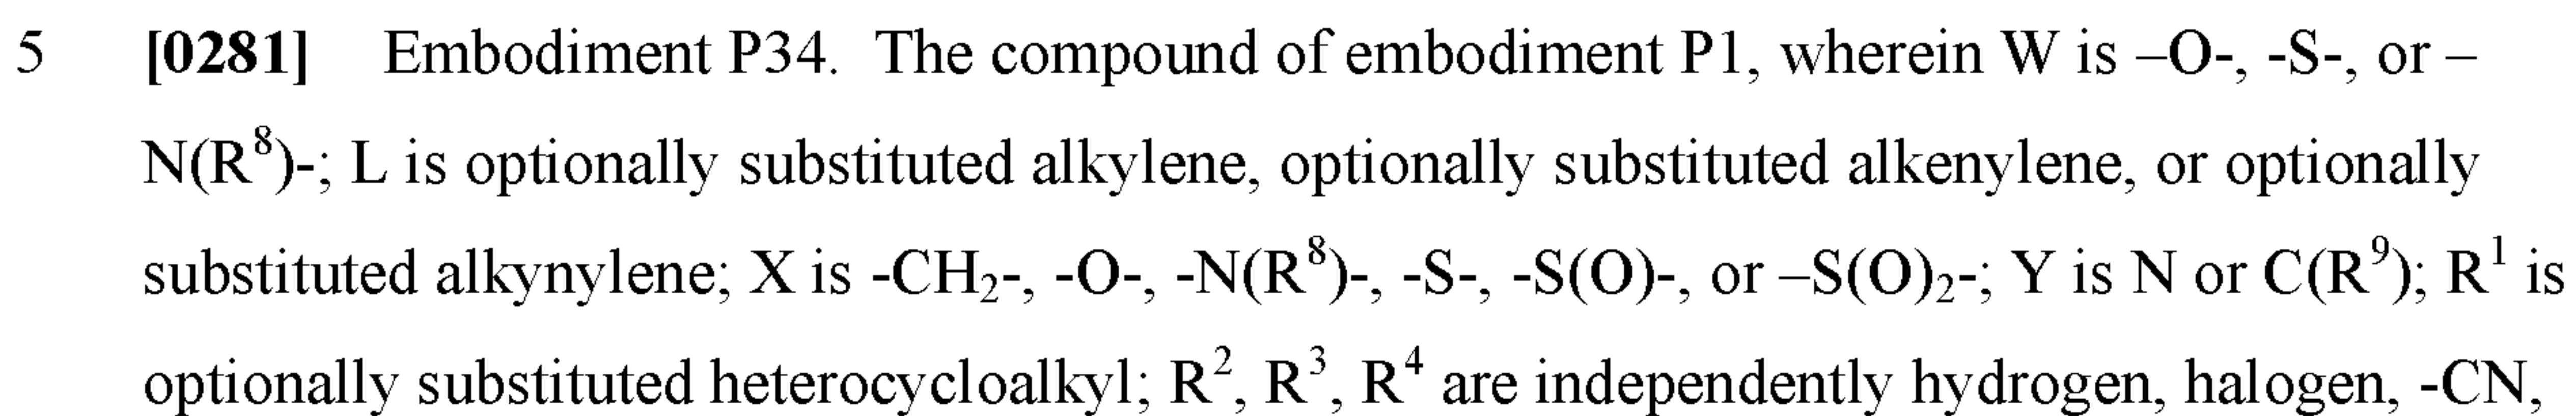 5 [0281] Embodiment P34. The compound of embodiment P1, wherein W is –O-, -S-, or –
N(R⁸)-; L is optionally substituted alkylene, optionally substituted alkenylene, or optionally
substituted alkynylene; X is -CH₂-, -O-, -N(R⁸)-, -S-, -S(O)-, or –S(O)₂-; Y is N or C(R⁹); R¹ is
optionally substituted heterocycloalkyl; R², R³, R⁴ are independently hydrogen, halogen, -CN,